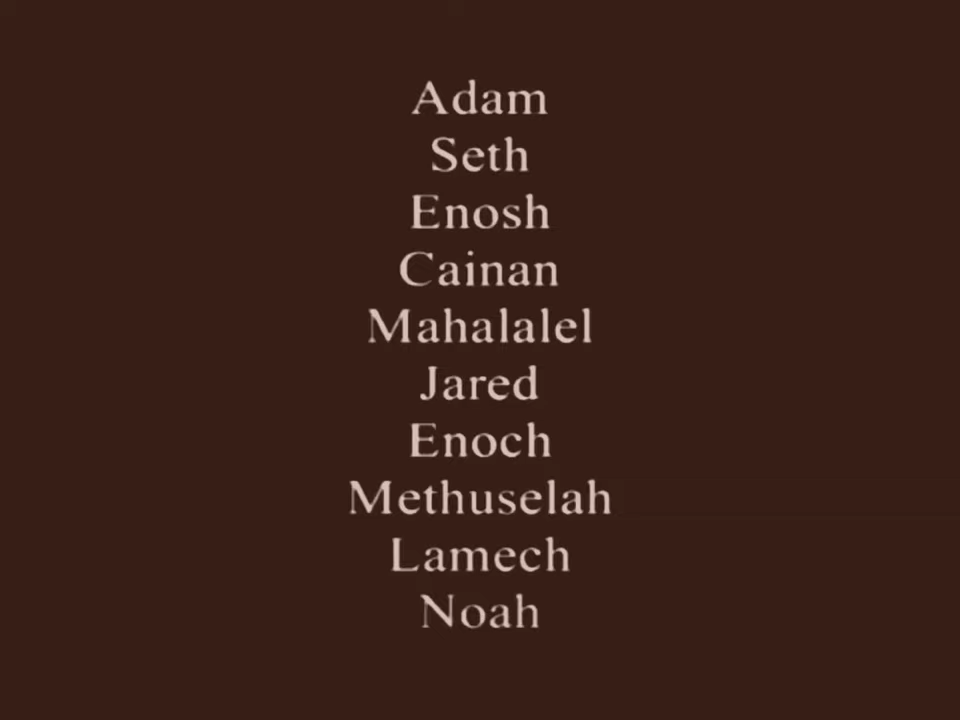 Adam
Seth
Enosh
Cainan
Mahalalel
Jared
Enoch
Methuselah
Lamech
Noah